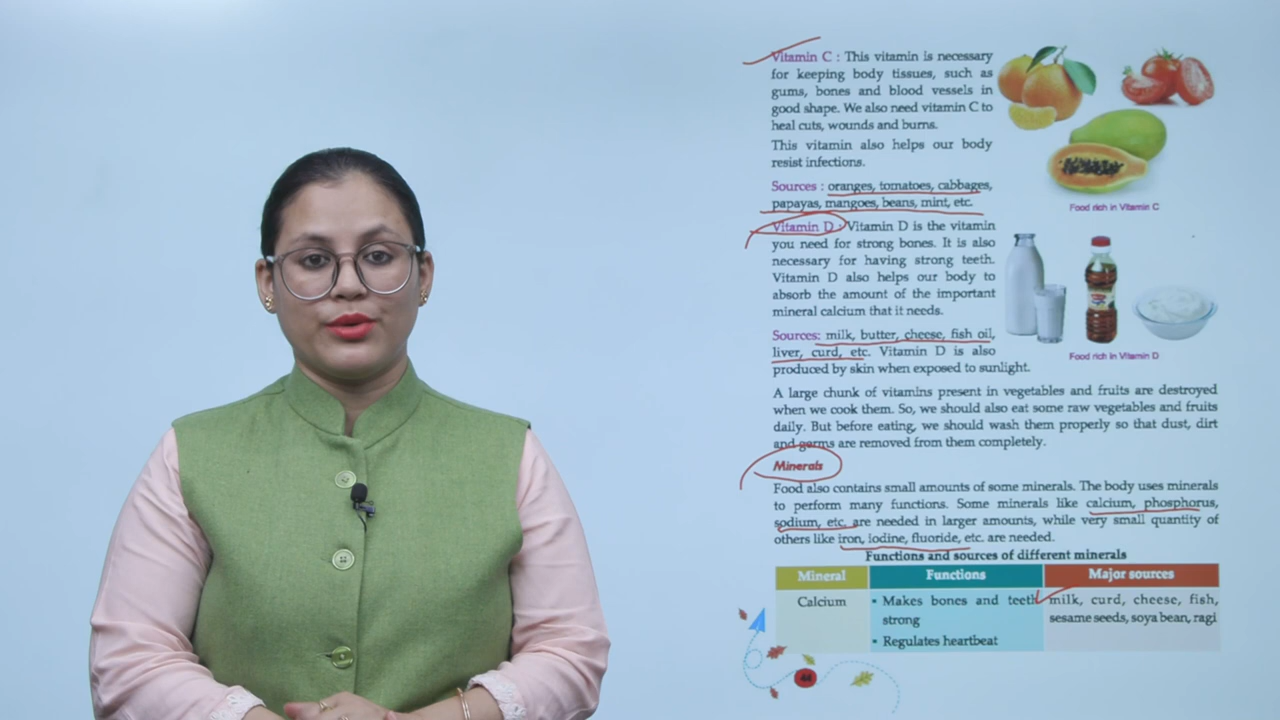 Vitamin C : This vitamin is necessary
for keeping body tissues, such as
gums, bones and blood vessels in
good shape. We also need vitamin C to
heal cuts, wounds and burns.
This vitamin also helps our body
resist infections.
Sources : oranges, tomatoes, cabbages,
papayas, mangoes, beans, mint, etc.
Food rich in Vitamin C
Vitamin D : Vitamin D is the vitamin
you need for strong bones. It is also
necessary for having strong teeth.
Vitamin D also helps our body to
absorb the amount of the important
mineral calcium that it needs.
Sources: milk, butter, cheese, fish oil,
liver, curd, etc. Vitamin D is also
produced by skin when exposed to sunlight.
Food rich in Vitamin D
A large chunk of vitamins present in vegetables and fruits are destroyed
when we cook them. So, we should also eat some raw vegetables and fruits
daily. But before eating, we should wash them properly so that dust, dirt
and germs are removed from them completely.
Minerals
Food also contains small amounts of some minerals. The body uses minerals
to perform many functions. Some minerals like calcium, phosphorus,
sodium, etc. are needed in larger amounts, while very small quantity of
others like iron, iodine, fluoride, etc. are needed.
Functions and sources of different minerals
Mineral Functions Major sources
Calcium • Makes bones and teeth milk, curd, cheese, fish,
strong sesame seeds, soya bean, ragi
• Regulates heartbeat
44